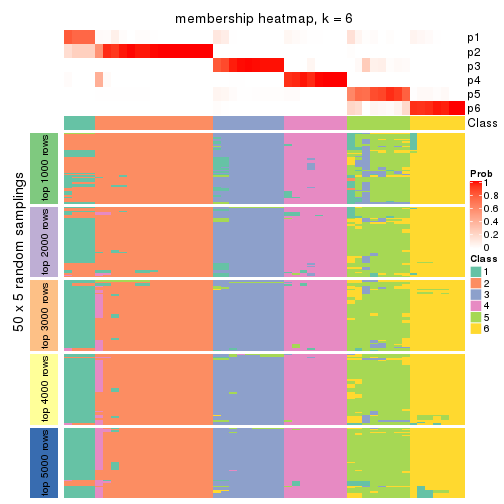 membership heatmap, k = 6
p1
p2
p3
p4
p5
p6
Class
50 x 5 random samplings
top 1000 rows
top 2000 rows
top 3000 rows
top 4000 rows
top 5000 rows
Prob
1
0.8
0.6
0.4
0.2
0
Class
1
2
3
4
5
6